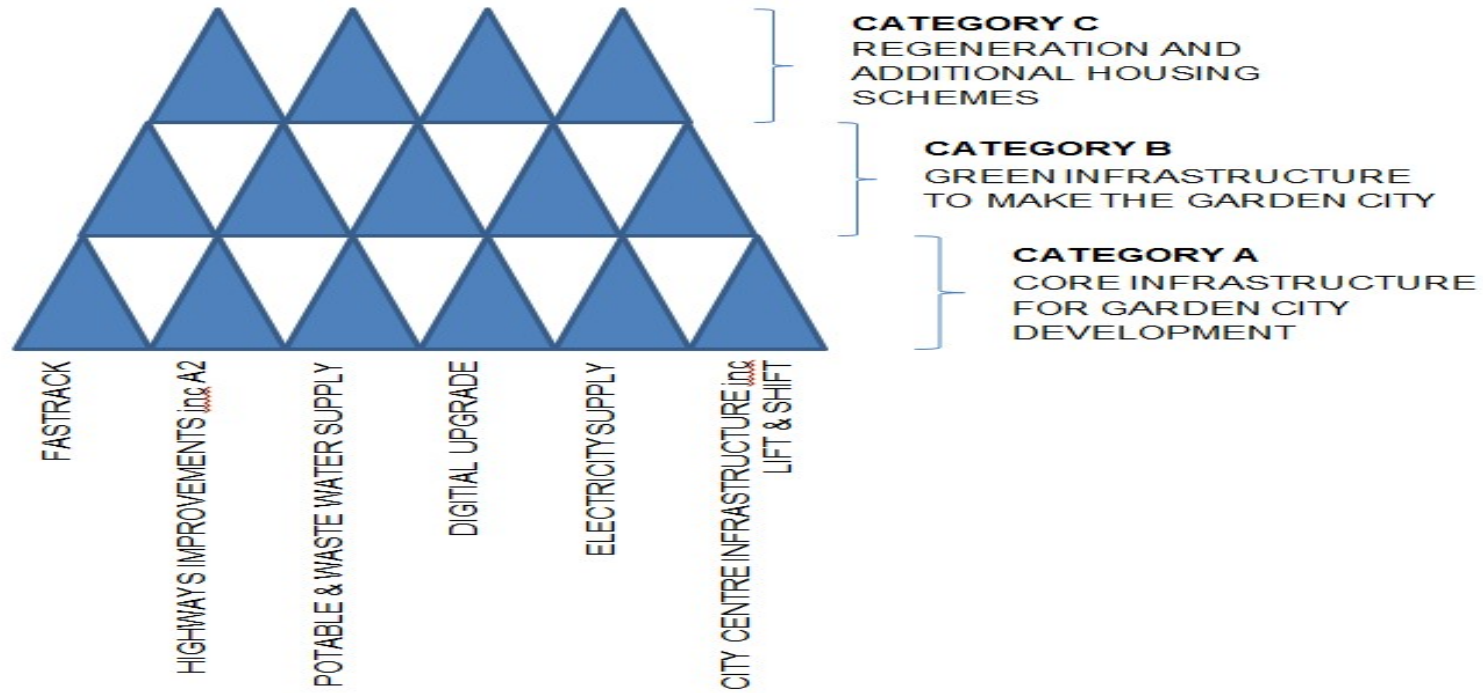 CATEGORY C
REGENERATION AND
ADDITIONAL HOUSING
SCHEMES
CATEGORY B
GREEN INFRASTRUCTURE
TO MAKE THE GARDEN CITY
CATEGORY A
CORE INFRASTRUCTURE
FOR GARDEN CITY
DEVELOPMENT
FASTRACK
HIGHWAYS IMPROVEMENTS inc A2
POTABLE & WASTE WATER SUPPLY
DIGITIAL UPGRADE
ELECTRICITY SUPPLY
CITY CENTRE INFRASTRUCTURE inc
LIFT & SHIFT